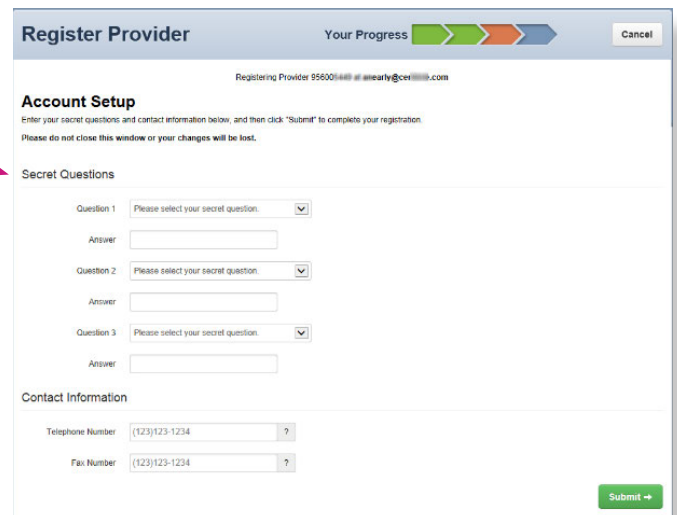 Register Provider
Your Progress
Cancel
Registering Provider 95600 at anearly@cer .com
Account Setup
Enter your secret questions and contact information below, and then click "Submit" to complete your registration.
Please do not close this window or your changes will be lost.
Secret Questions
Question 1 Please select your secret question.
Answer
Question 2 Please select your secret question.
Answer
Question 3 Please select your secret question.
Answer
Contact Information
Telephone Number (123)123-1234 ?
Fax Number (123)123-1234 ?
Submit →